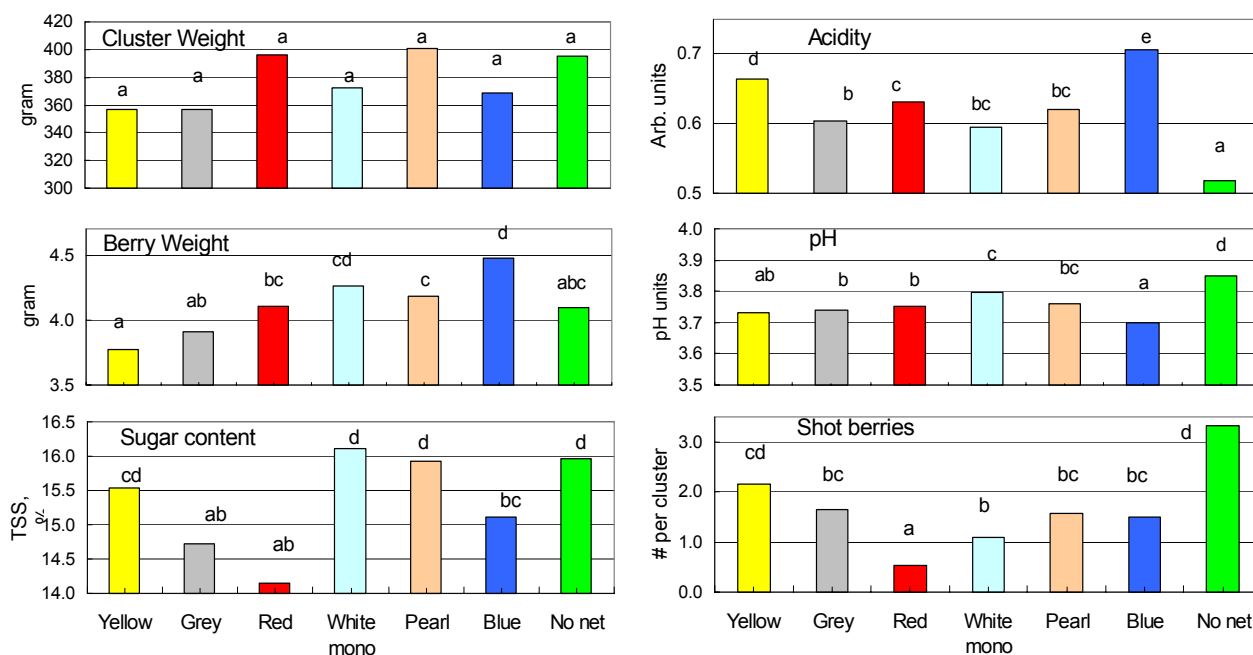 Cluster Weight
gram
420
400
380
360
340
320
300
a a a a a a a
Berry Weight
gram
4.5
4.0
3.5
a ab bc cd c d abc
Sugar content
TSS,
%
16.5
16.0
15.5
15.0
14.5
14.0
cd ab ab d d bc d
Yellow Grey Red White Pearl Blue No net
mono
Acidity
Arb. units
0.7
0.6
0.5
d b c bc bc e a
pH
pH units
4.0
3.9
3.8
3.7
3.6
3.5
ab b b c bc a d
Shot berries
# per cluster
3.0
2.0
1.0
0.0
cd bc a b bc bc d
Yellow Grey Red White Pearl Blue No net
mono